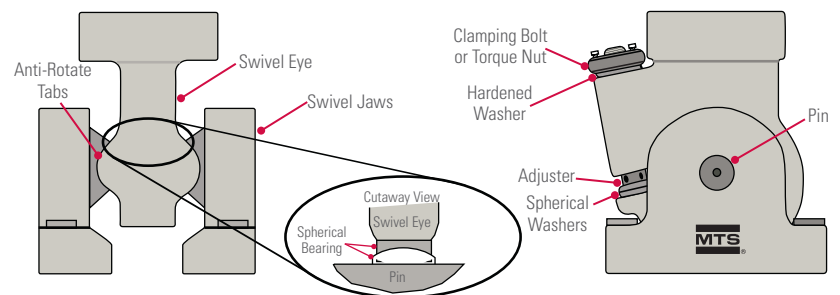 Anti-Rotate
Tabs
Swivel Eye
Swivel Jaws
Cutaway View
Swivel Eye
Spherical
Bearing
Pin
Clamping Bolt
or Torque Nut
Hardened
Washer
Pin
Adjuster
Spherical
Washers
MTS
®